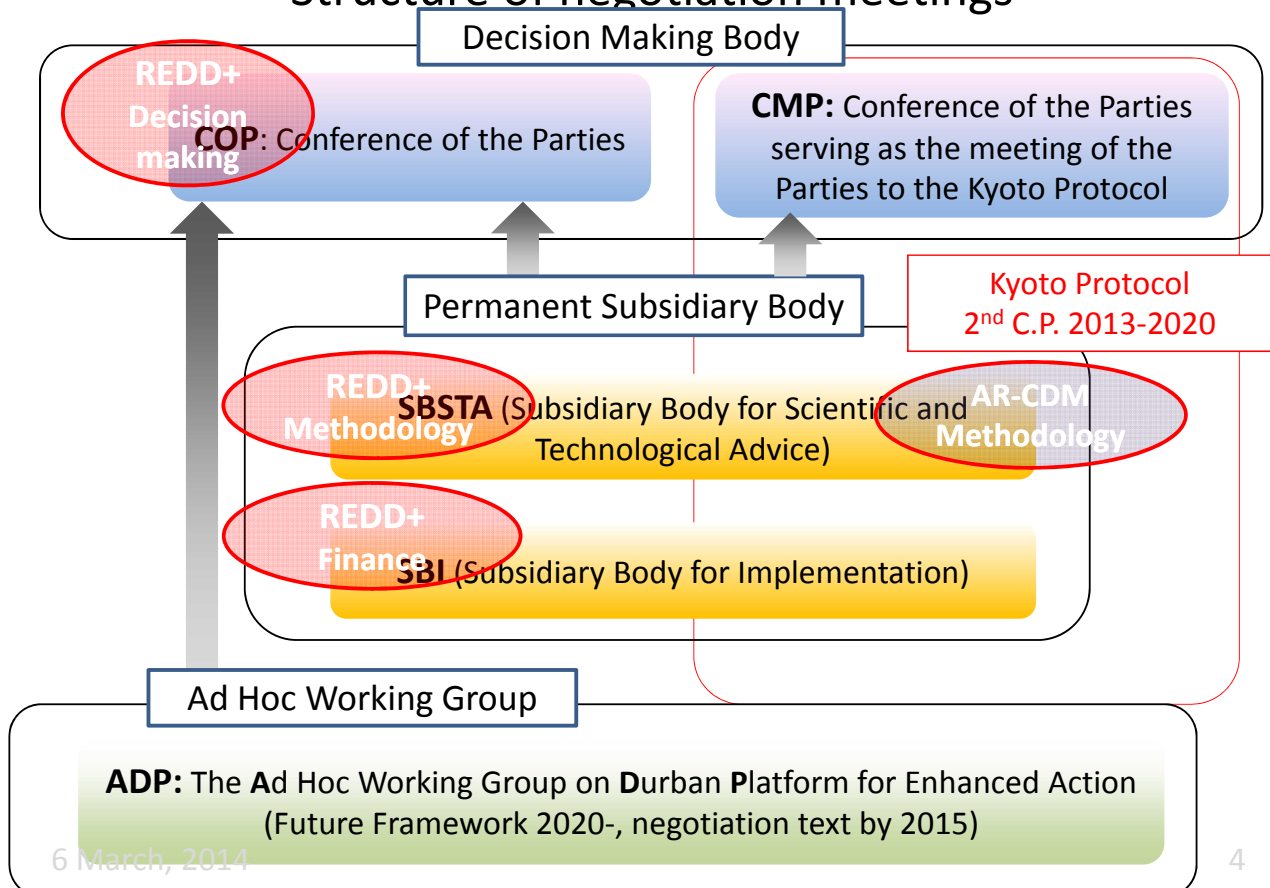 Structure of negotiation meetings
Decision Making Body
REDD+
Decision
making
COP: Conference of the Parties
CMP: Conference of the Parties
serving as the meeting of the
Parties to the Kyoto Protocol
Kyoto Protocol
2nd C.P. 2013-2020
Permanent Subsidiary Body
REDD+
Methodology
SBSTA (Subsidiary Body for Scientific and
Technological Advice)
AR-CDM
Methodology
REDD+
Finance
SBI (Subsidiary Body for Implementation)
Ad Hoc Working Group
ADP: The Ad Hoc Working Group on Durban Platform for Enhanced Action
(Future Framework 2020-, negotiation text by 2015)
6 March, 2014
4